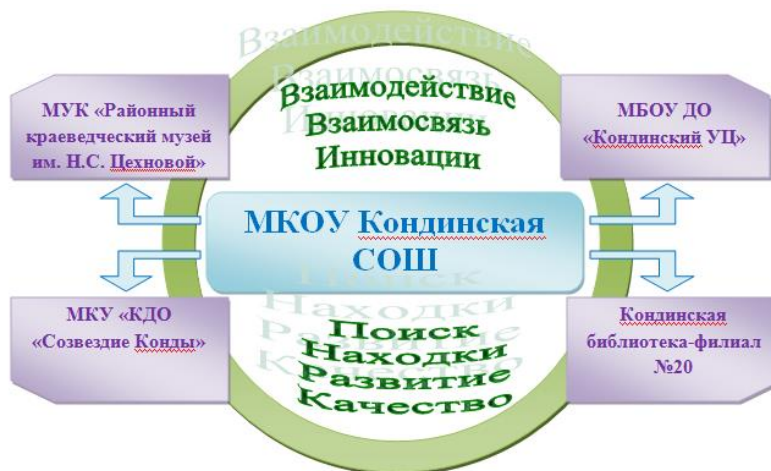 Взаимодействие
Взаимосвязь
Инновации
МУК «Районный
краеведческий музей
им. Н.С. Цехновой»
МБОУ ДО
«Кондинский УЦ»
МКОУ Кондинская
СОШ
МКУ «КДО
«Созвездие Конды»
Кондинская
библиотека-филиал
№20
Поиск
Находки
Развитие
Качество